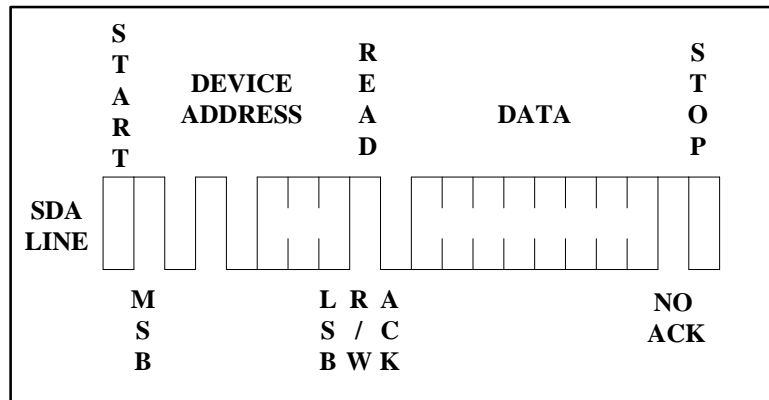 START
DEVICE
ADDRESS
READ
DATA
STOP
SDA
LINE
MSB
LSB
R/W
ACK
NO
ACK